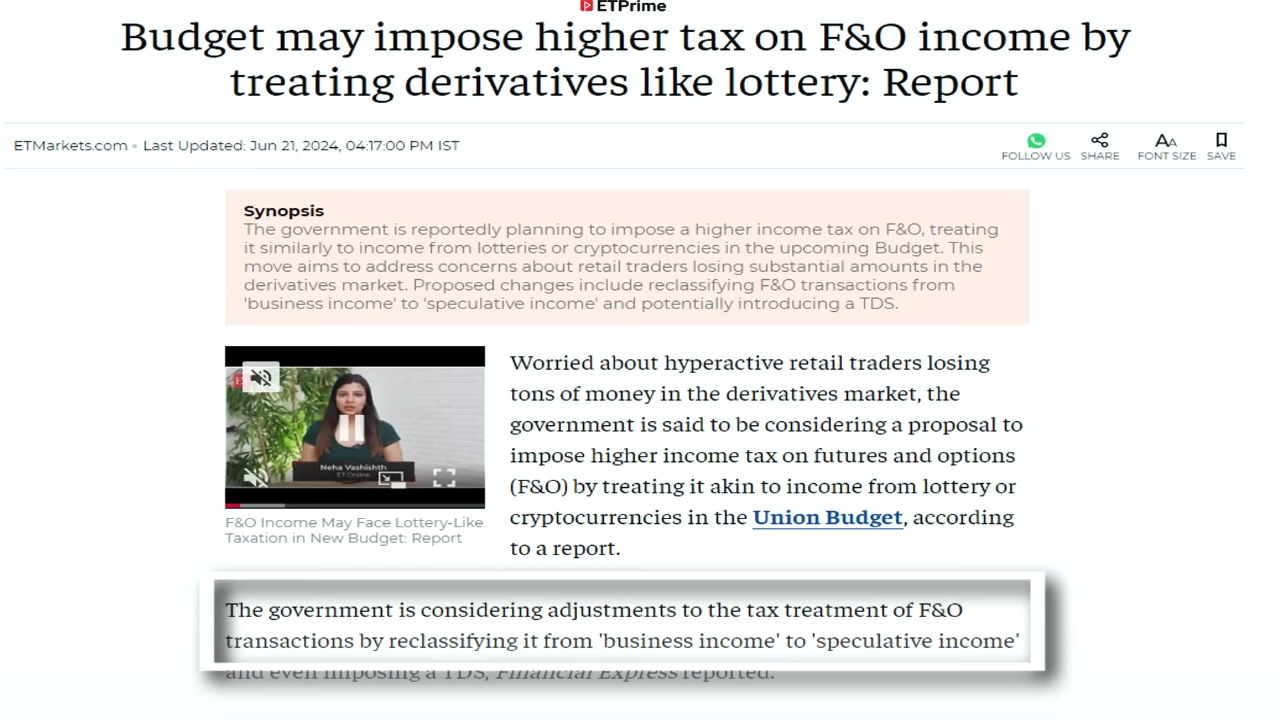 ETPrime
Budget may impose higher tax on F&O income by
treating derivatives like lottery: Report
ETMarkets.com • Last Updated: Jun 21, 2024, 04:17:00 PM IST
FOLLOW US SHARE FONT SIZE SAVE
Synopsis
The government is reportedly planning to impose a higher income tax on F&O, treating
it similarly to income from lotteries or cryptocurrencies in the upcoming Budget. This
move aims to address concerns about retail traders losing substantial amounts in the
derivatives market. Proposed changes include reclassifying F&O transactions from
'business income' to 'speculative income' and potentially introducing a TDS.
Neha Vashishth
ET Online
F&O Income May Face Lottery-Like
Taxation in New Budget: Report
Worried about hyperactive retail traders losing
tons of money in the derivatives market, the
government is said to be considering a proposal to
impose higher income tax on futures and options
(F&O) by treating it akin to income from lottery or
cryptocurrencies in the Union Budget, according
to a report.
The government is considering adjustments to the tax treatment of F&O
transactions by reclassifying it from 'business income' to 'speculative income'
and even imposing a TDS, Financial Express reported.